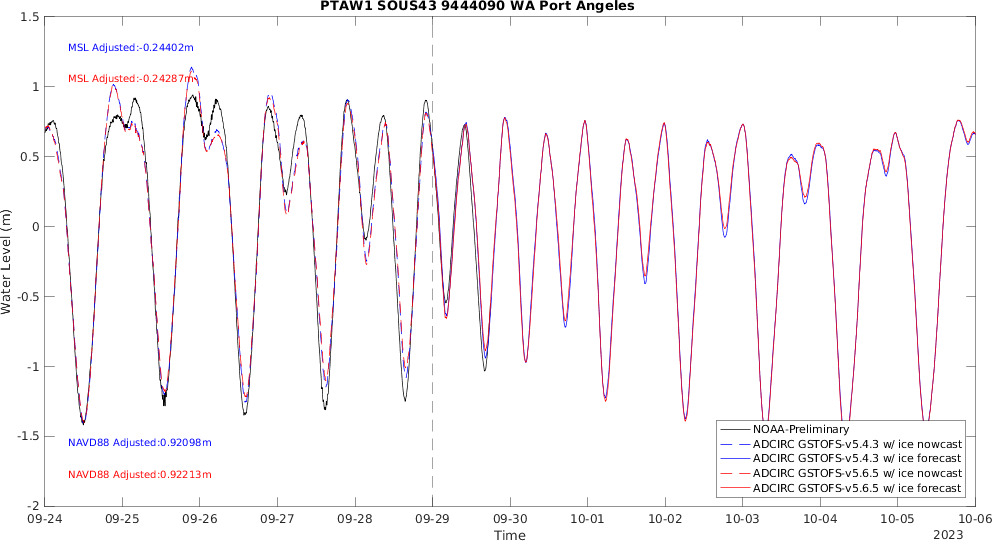 PTAW1 SOUS43 9444090 WA Port Angeles
1.5
1
0.5
0
-0.5
-1
-1.5
-2
Water Level (m)
MSL Adjusted:-0.24402m
MSL Adjusted:-0.24287m
NAVD88 Adjusted:0.92098m
NAVD88 Adjusted:0.92213m
NOAA-Preliminary
ADCIRC GSTOFS-v5.4.3 w/ ice nowcast
ADCIRC GSTOFS-v5.4.3 w/ ice forecast
ADCIRC GSTOFS-v5.6.5 w/ ice nowcast
ADCIRC GSTOFS-v5.6.5 w/ ice forecast
09-24 09-25 09-26 09-27 09-28 09-29 09-30 10-01 10-02 10-03 10-04 10-05 10-06
Time
2023